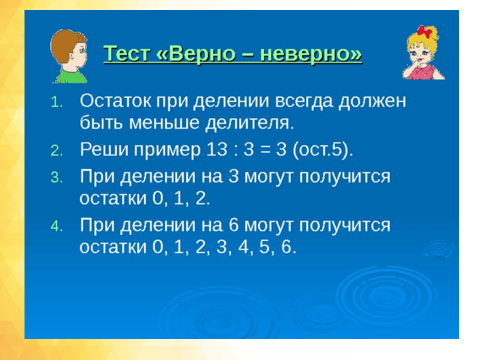 Тест «Верно – неверно»
1. Остаток при делении всегда должен
быть меньше делителя.
2. Реши пример 13 : 3 = 3 (ост.5).
3. При делении на 3 могут получится
остатки 0, 1, 2.
4. При делении на 6 могут получится
остатки 0, 1, 2, 3, 4, 5, 6.